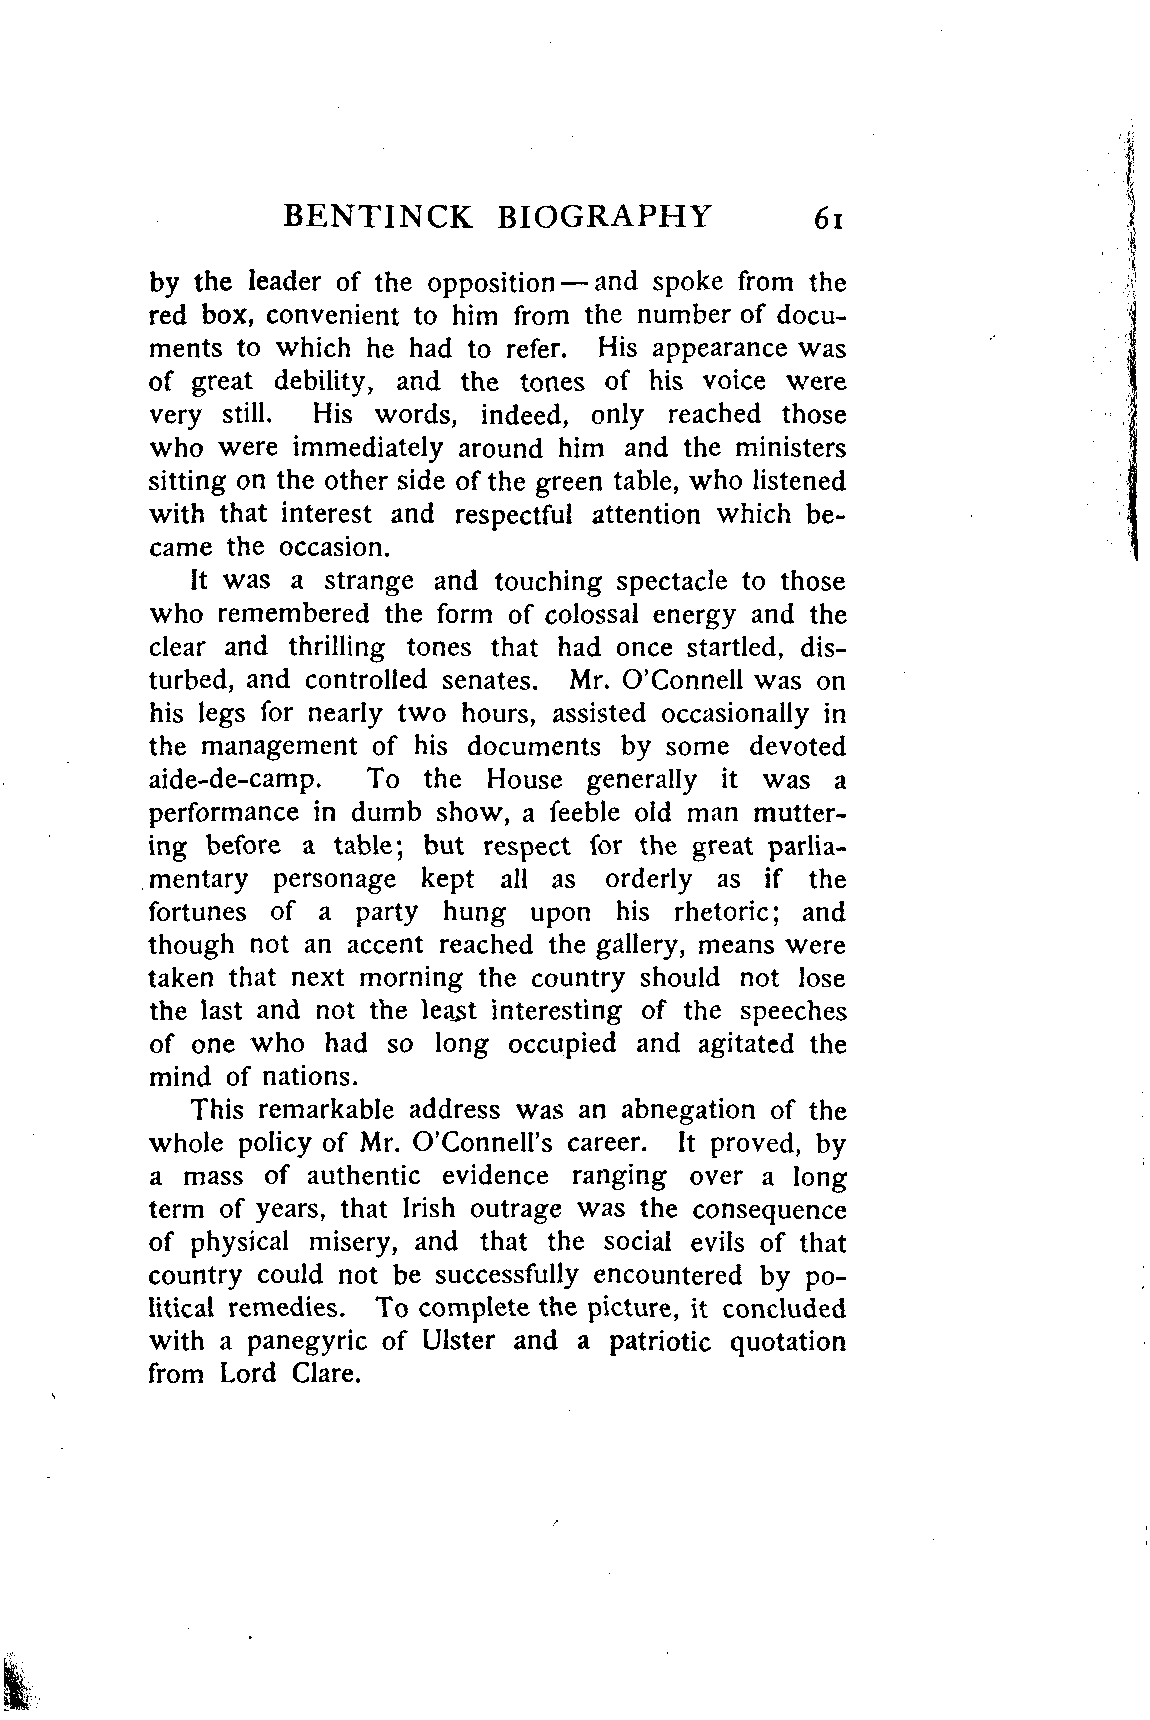 BENTINCK BIOGRAPHY 61
by the leader of the opposition — and spoke from the
red box, convenient to him from the number of docu-
ments to which he had to refer. His appearance was
of great debility, and the tones of his voice were
very still. His words, indeed, only reached those
who were immediately around him and the ministers
sitting on the other side of the green table, who listened
with that interest and respectful attention which be-
came the occasion.
It was a strange and touching spectacle to those
who remembered the form of colossal energy and the
clear and thrilling tones that had once startled, dis-
turbed, and controlled senates. Mr. O'Connell was on
his legs for nearly two hours, assisted occasionally in
the management of his documents by some devoted
aide-de-camp. To the House generally it was a
performance in dumb show, a feeble old man mutter-
ing before a table; but respect for the great parlia-
mentary personage kept all as orderly as if the
fortunes of a party hung upon his rhetoric; and
though not an accent reached the gallery, means were
taken that next morning the country should not lose
the last and not the least interesting of the speeches
of one who had so long occupied and agitated the
mind of nations.
This remarkable address was an abnegation of the
whole policy of Mr. O'Connell's career. It proved, by
a mass of authentic evidence ranging over a long
term of years, that Irish outrage was the consequence
of physical misery, and that the social evils of that
country could not be successfully encountered by po-
litical remedies. To complete the picture, it concluded
with a panegyric of Ulster and a patriotic quotation
from Lord Clare.